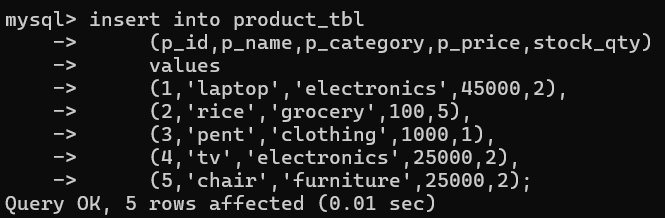 mysql> insert into product_tbl
    ->      (p_id,p_name,p_category,p_price,stock_qty)
    ->      values
    ->      (1,'laptop','electronics',45000,2),
    ->      (2,'rice','grocery',100,5),
    ->      (3,'pent','clothing',1000,1),
    ->      (4,'tv','electronics',25000,2),
    ->      (5,'chair','furniture',25000,2);
Query OK, 5 rows affected (0.01 sec)